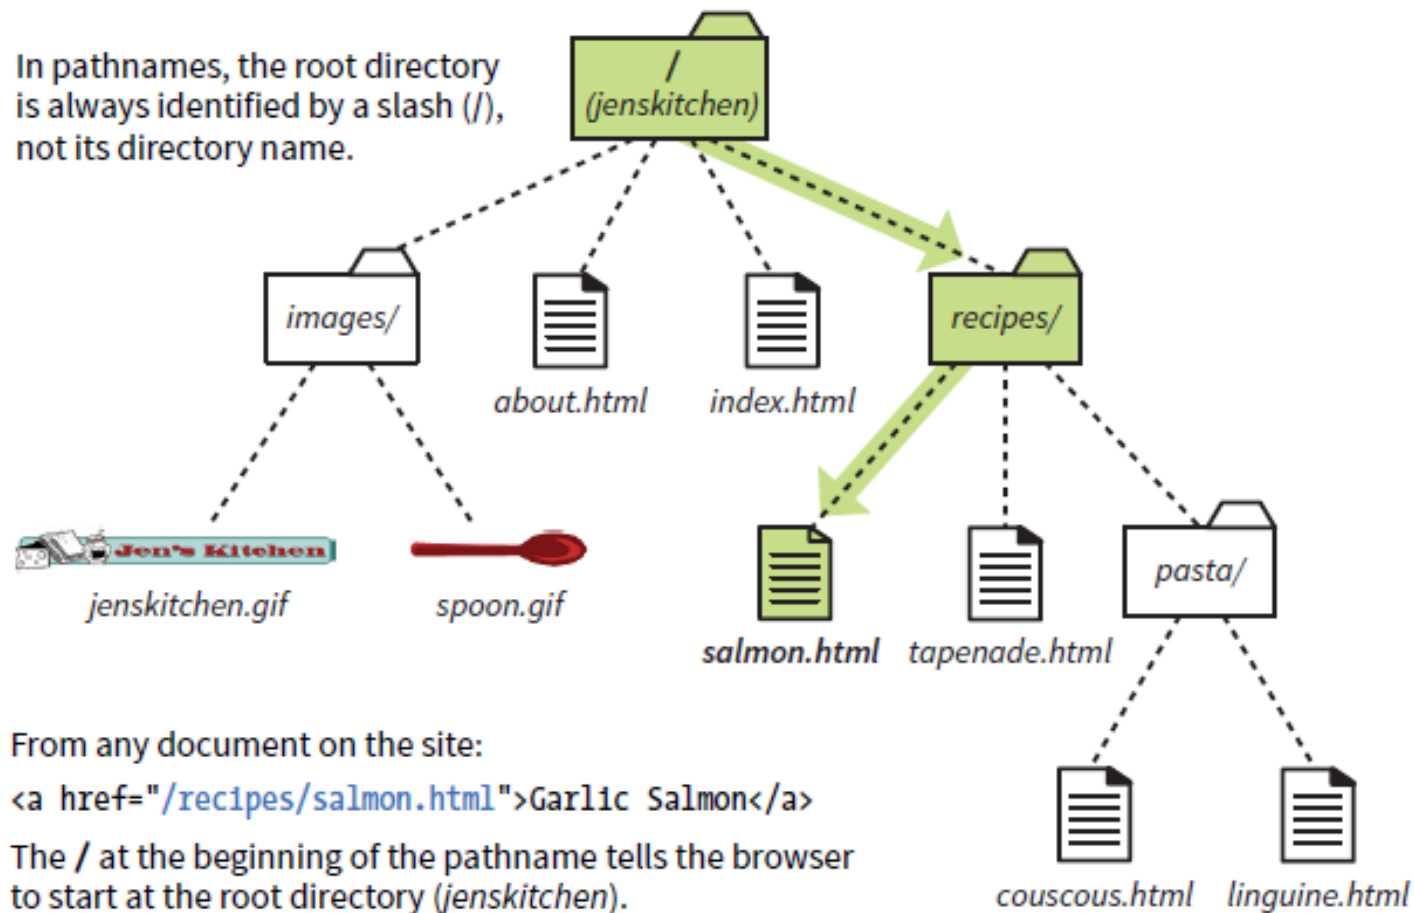 In pathnames, the root directory
is always identified by a slash (/),
not its directory name.
/
(jenskitchen)
images/
about.html
index.html
recipes/
Jen's Kitchen
jenskitchen.gif
spoon.gif
salmon.html
tapenade.html
pasta/
couscous.html
linguine.html
From any document on the site:
<a href="/recipes/salmon.html">Garlic Salmon</a>
The / at the beginning of the pathname tells the browser
to start at the root directory (jenskitchen).